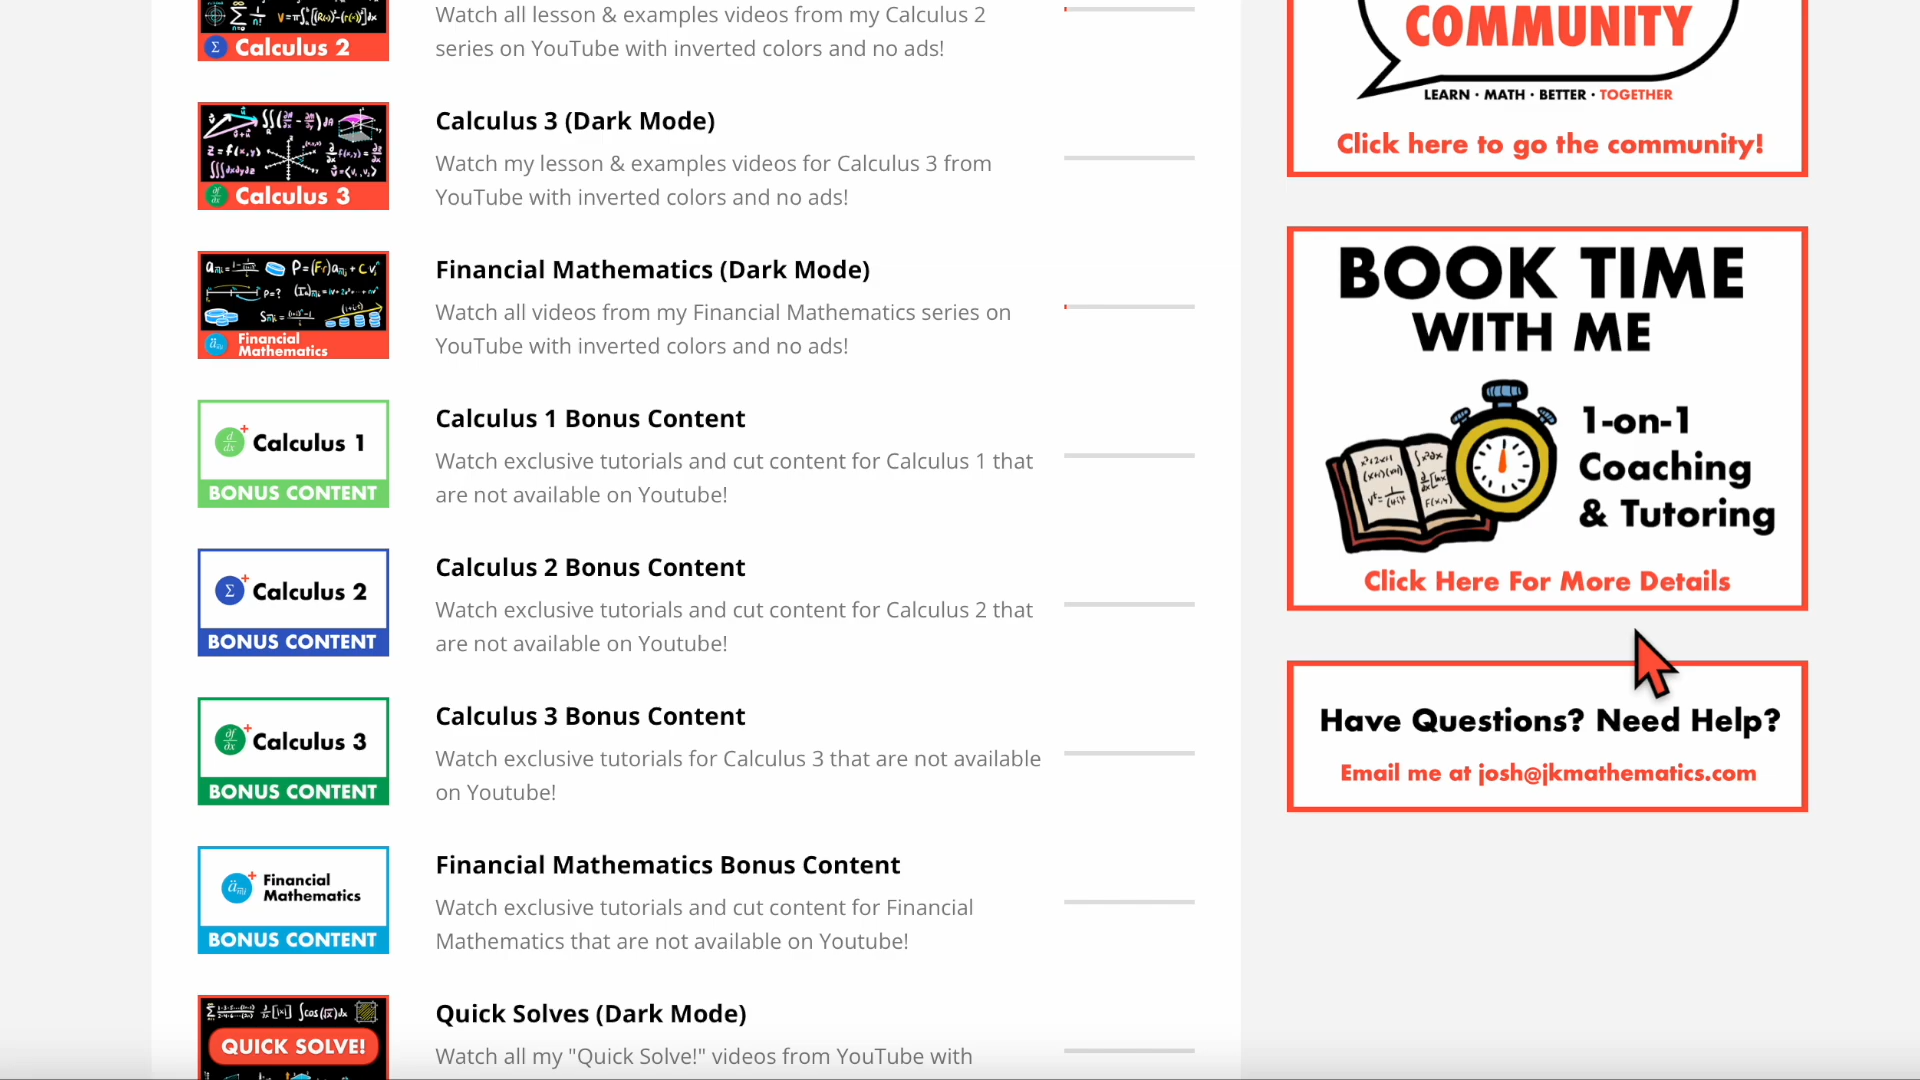 Calculus 2
Watch all lesson & examples videos from my Calculus 2
series on YouTube with inverted colors and no ads!
Calculus 3
Calculus 3 (Dark Mode)
Watch my lesson & examples videos for Calculus 3 from
YouTube with inverted colors and no ads!
Financial
Mathematics
Financial Mathematics (Dark Mode)
Watch all videos from my Financial Mathematics series on
YouTube with inverted colors and no ads!
Calculus 1
BONUS CONTENT
Calculus 1 Bonus Content
Watch exclusive tutorials and cut content for Calculus 1 that
are not available on Youtube!
Calculus 2
BONUS CONTENT
Calculus 2 Bonus Content
Watch exclusive tutorials and cut content for Calculus 2 that
are not available on Youtube!
Calculus 3
BONUS CONTENT
Calculus 3 Bonus Content
Watch exclusive tutorials for Calculus 3 that are not available
on Youtube!
Financial
Mathematics
BONUS CONTENT
Financial Mathematics Bonus Content
Watch exclusive tutorials and cut content for Financial
Mathematics that are not available on Youtube!
QUICK SOLVE!
Quick Solves (Dark Mode)
Watch all my "Quick Solve!" videos from YouTube with
COMMUNITY
LEARN · MATH · BETTER · TOGETHER
Click here to go the community!
BOOK TIME
WITH ME
1-on-1
Coaching
& Tutoring
Click Here For More Details
Have Questions? Need Help?
Email me at josh@jkmathematics.com